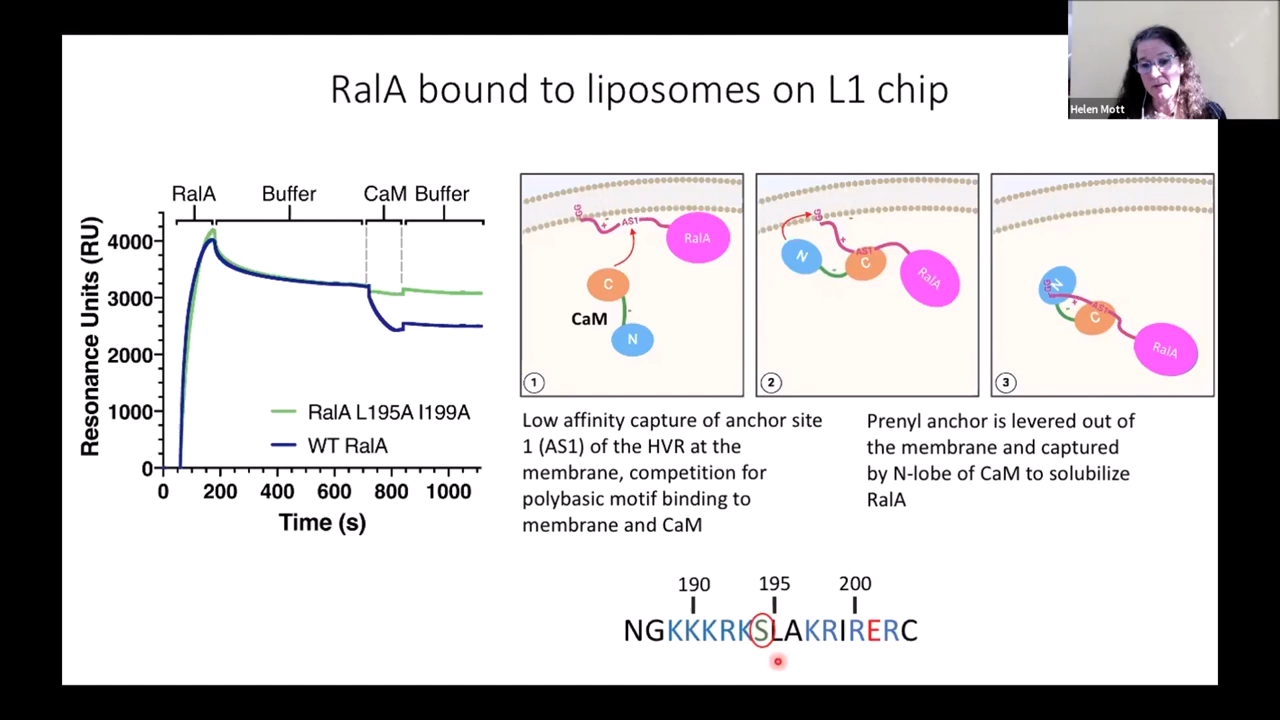 Helen Mott
RalA bound to liposomes on L1 chip
RalA Buffer CaM Buffer
Resonance Units (RU)
4000
3000
2000
1000
0
0 200 400 600 800 1000
Time (s)
RalA L195A I199A
WT RalA
GG
+
-
AS1
RalA
C
CaM
-
N
1
GG
-
N
+
AS1
C
-
RalA
2
GG
N
+
-
AS1
C
RalA
3
Low affinity capture of anchor site
1 (AS1) of the HVR at the
membrane, competition for
polybasic motif binding to
membrane and CaM
Prenyl anchor is levered out of
the membrane and captured
by N-lobe of CaM to solubilize
RalA
190 195 200
NGKKKRKSLAKRIRERC